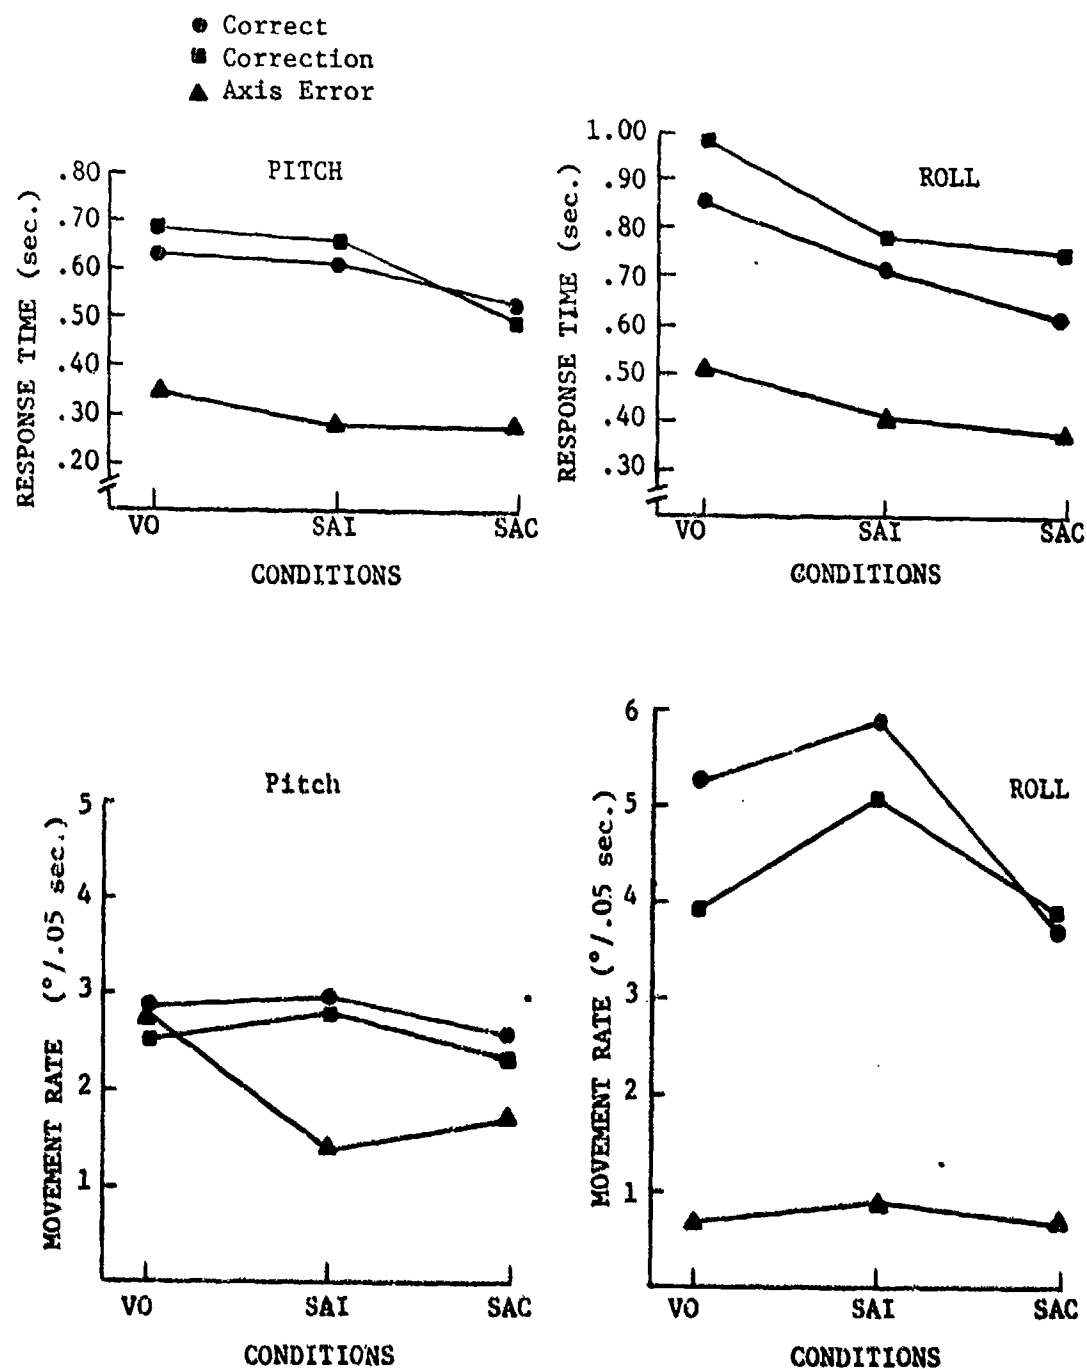 Correct
Correction
Axis Error
PITCH
RESPONSE TIME (sec.)
.80
.70
.60
.50
.40
.30
.20
VO SAI SAC
CONDITIONS
ROLL
RESPONSE TIME (sec.)
1.00
.90
.80
.70
.60
.50
.40
.30
VO SAI SAC
CONDITIONS
Pitch
MOVEMENT RATE (°/.05 sec.)
5
4
3
2
1
VO SAI SAC
CONDITIONS
ROLL
MOVEMENT RATE (°/.05 sec.)
6
5
4
3
2
1
VO SAI SAC
CONDITIONS